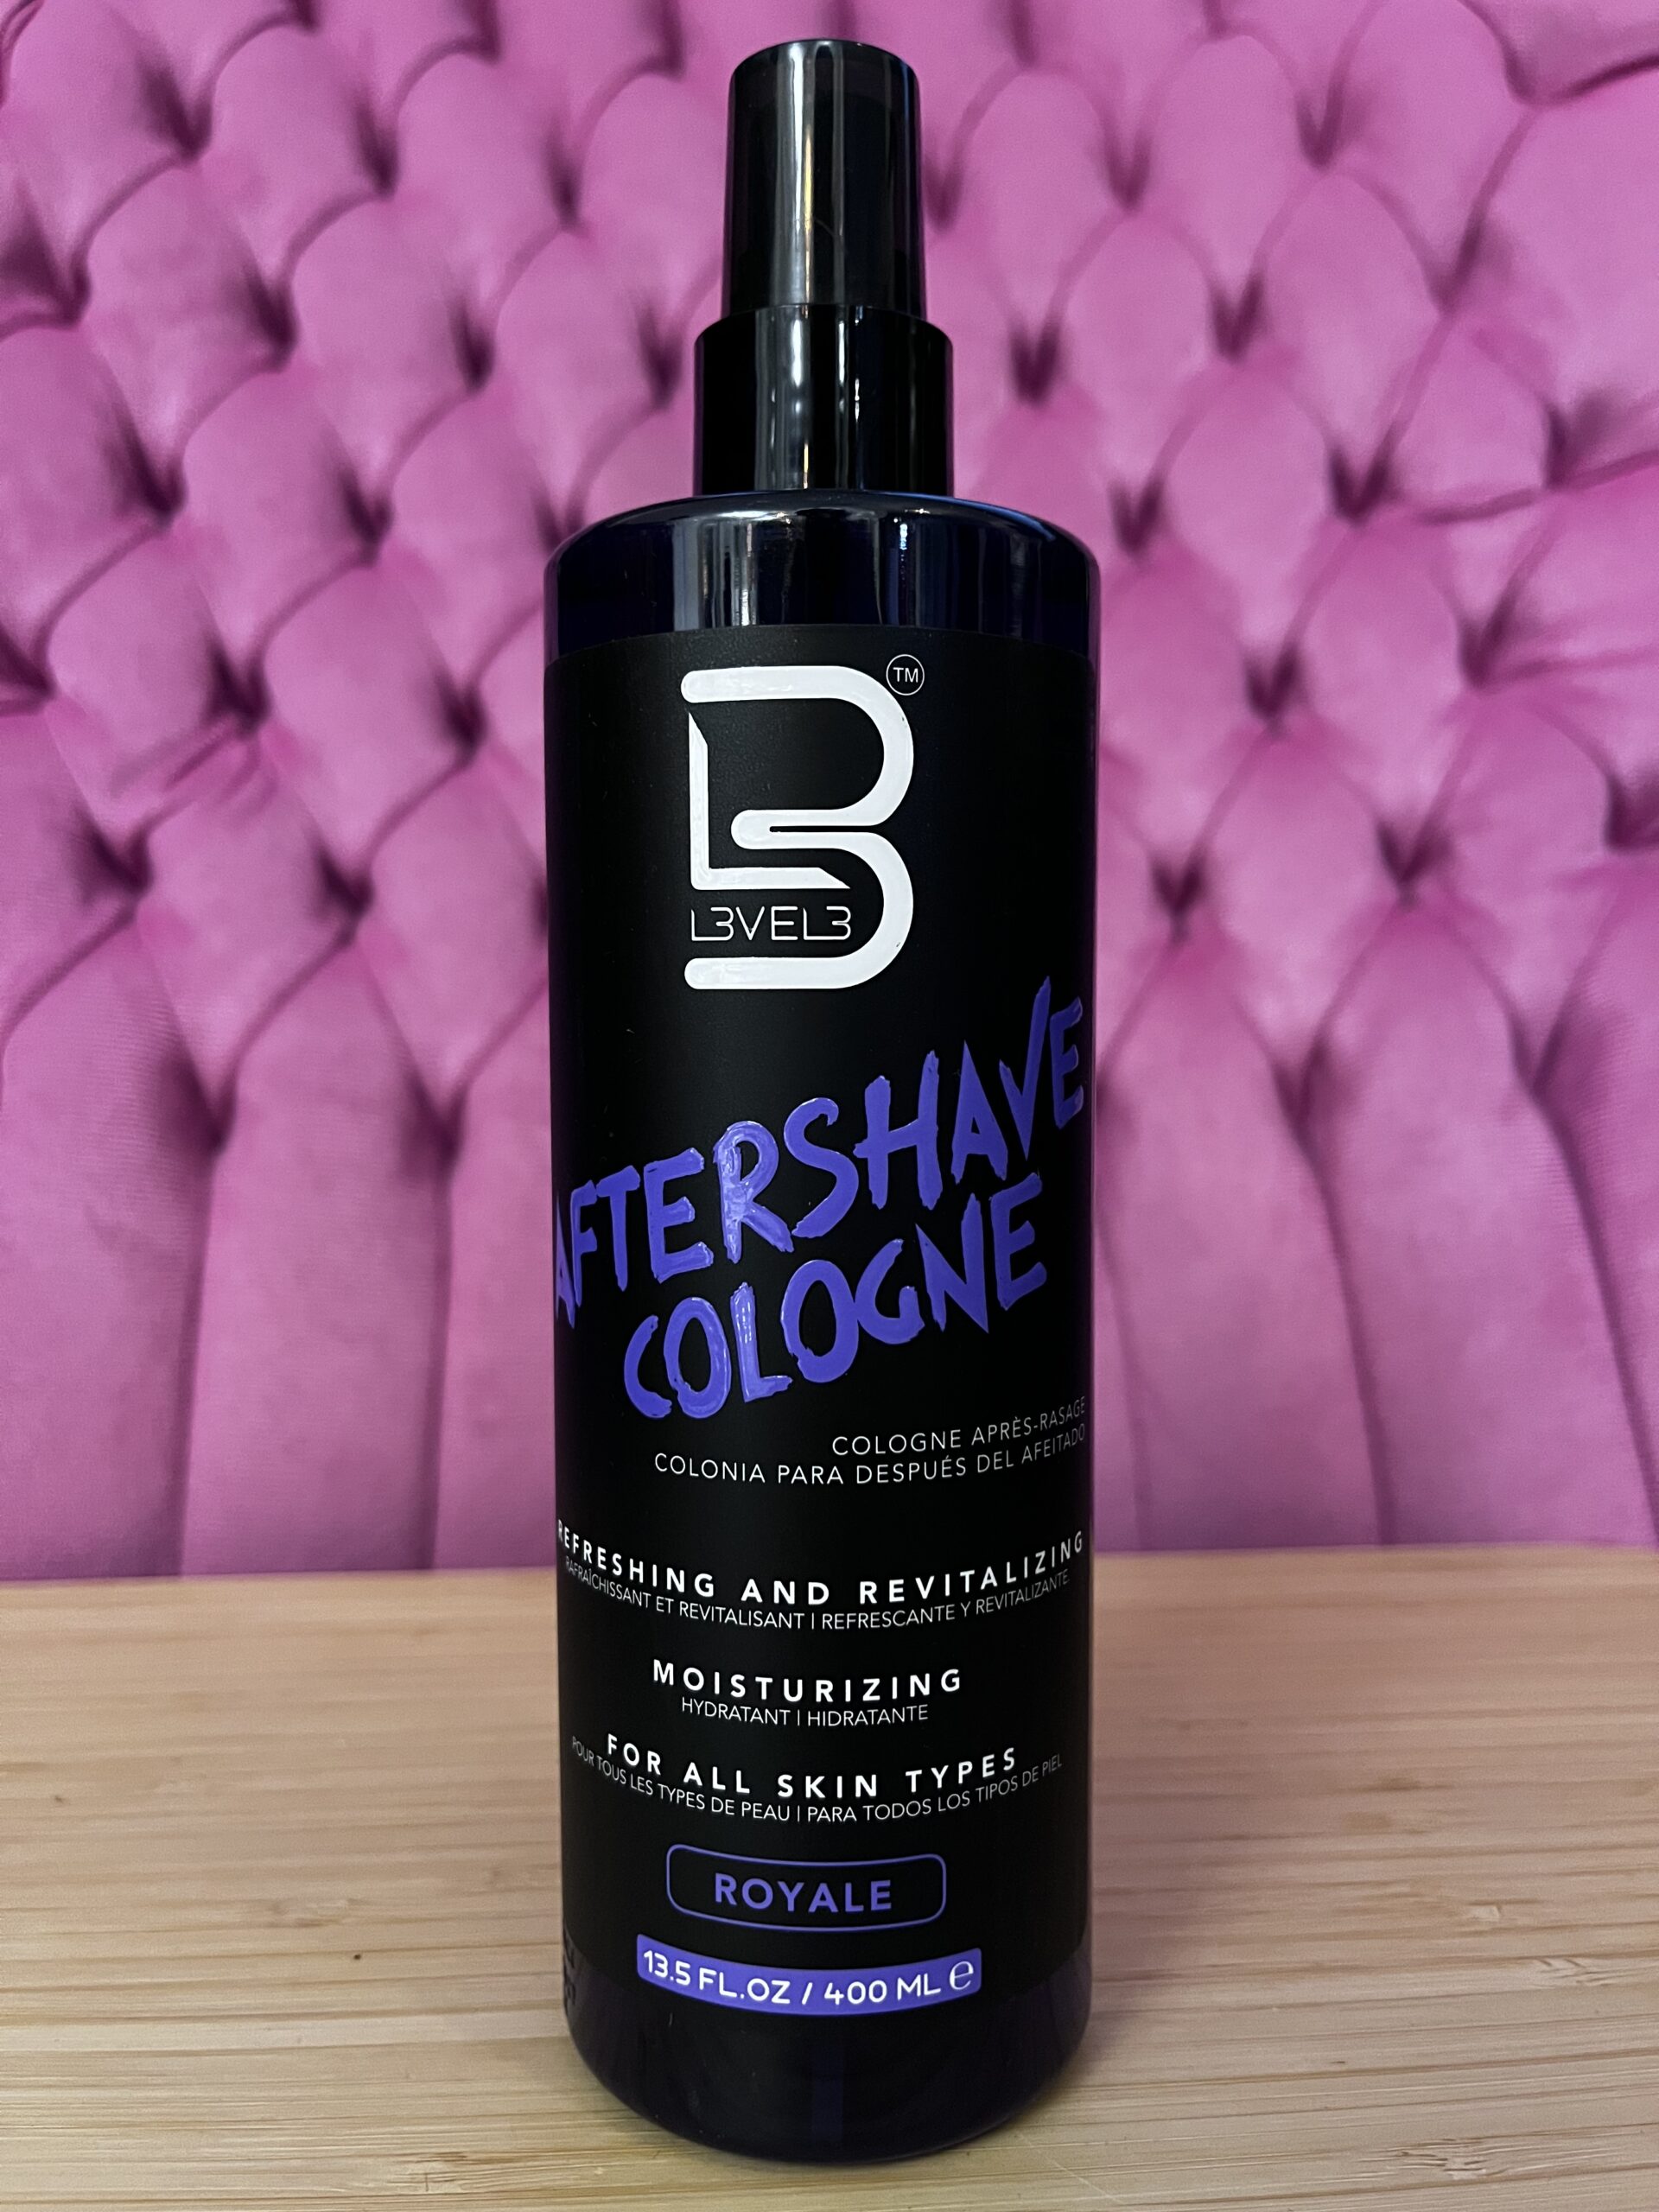 TM
L3VEL3
AFTERSHAVE
COLOGNE
COLOGNE APRÈS-RASAGE
COLONIA PARA DESPUÉS DEL AFEITADO
REFRESHING AND REVITALIZING
RAFRAÎCHISSANT ET REVITALISANT | REFRESCANTE Y REVITALIZANTE
MOISTURIZING
HYDRATANT | HIDRATANTE
FOR ALL SKIN TYPES
POUR TOUS LES TYPES DE PEAU | PARA TODOS LOS TIPOS DE PIEL
ROYALE
13.5 FL.OZ / 400 ML ℮